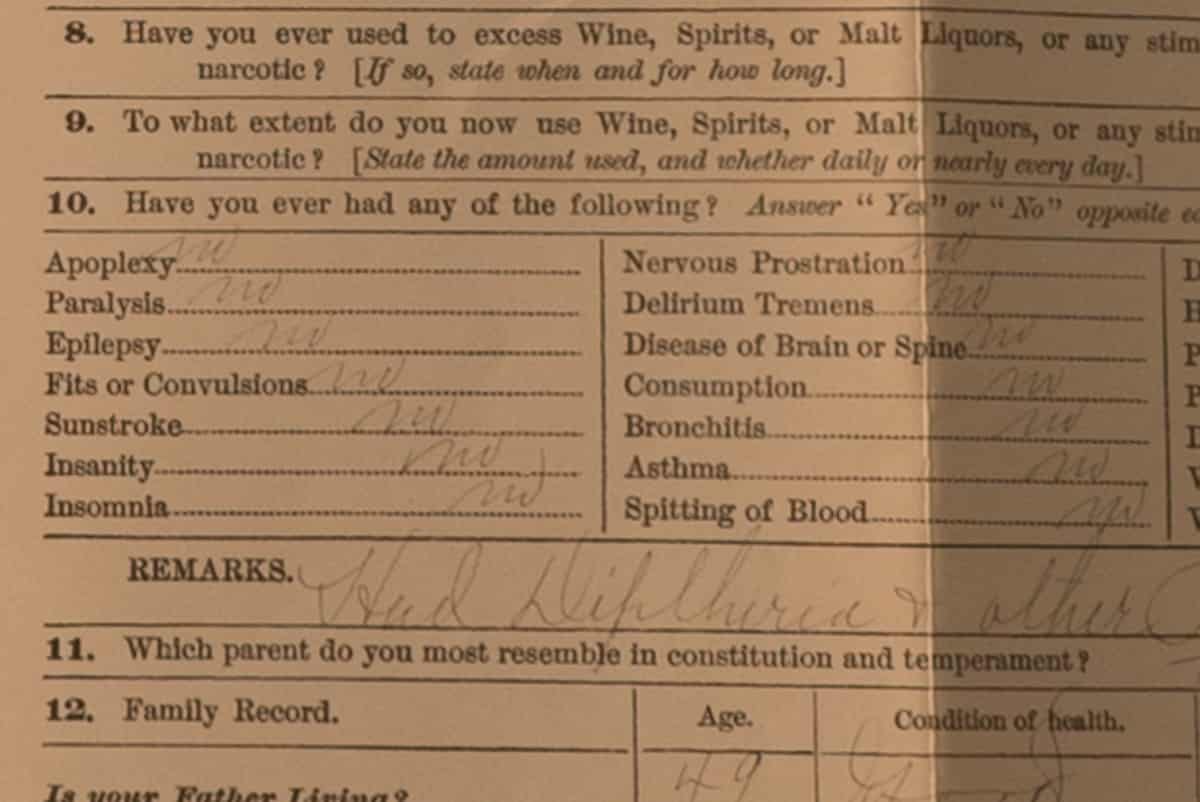 8. Have you ever used to excess Wine, Spirits, or Malt Liquors, or any stim
narcotic? [If so, state when and for how long.]
9. To what extent do you now use Wine, Spirits, or Malt Liquors, or any stim
narcotic? [State the amount used, and whether daily or nearly every day.]
10. Have you ever had any of the following? Answer "Yes" or "No" opposite ea
Apoplexy no
Paralysis no
Epilepsy no
Fits or Convulsions no
Sunstroke no
Insanity no
Insomnia no
Nervous Prostration no
Delirium Tremens no
Disease of Brain or Spine no
Consumption no
Bronchitis no
Asthma no
Spitting of Blood no
D
H
P
F
D
V
V
REMARKS. Had Diptheria & other
11. Which parent do you most resemble in constitution and temperament?
12. Family Record. Age. Condition of health.
Is your Father Living? 49 Good